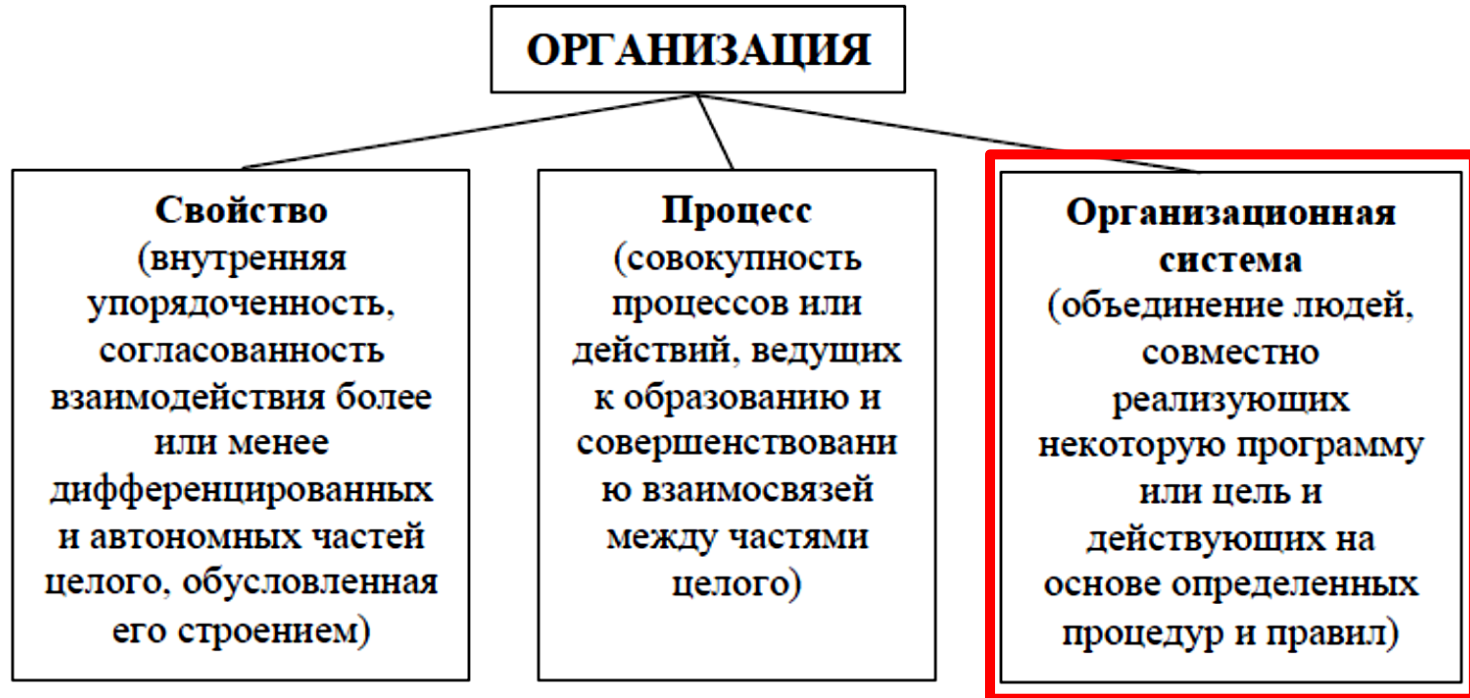 ОРГАНИЗАЦИЯ
Свойство
(внутренняя
упорядоченность,
согласованность
взаимодействия более
или менее
дифференцированных
и автономных частей
целого, обусловленная
его строением)
Процесс
(совокупность
процессов или
действий, ведущих
к образованию и
совершенствовани
ю взаимосвязей
между частями
целого)
Организационная
система
(объединение людей,
совместно
реализующих
некоторую программу
или цель и
действующих на
основе определенных
процедур и правил)